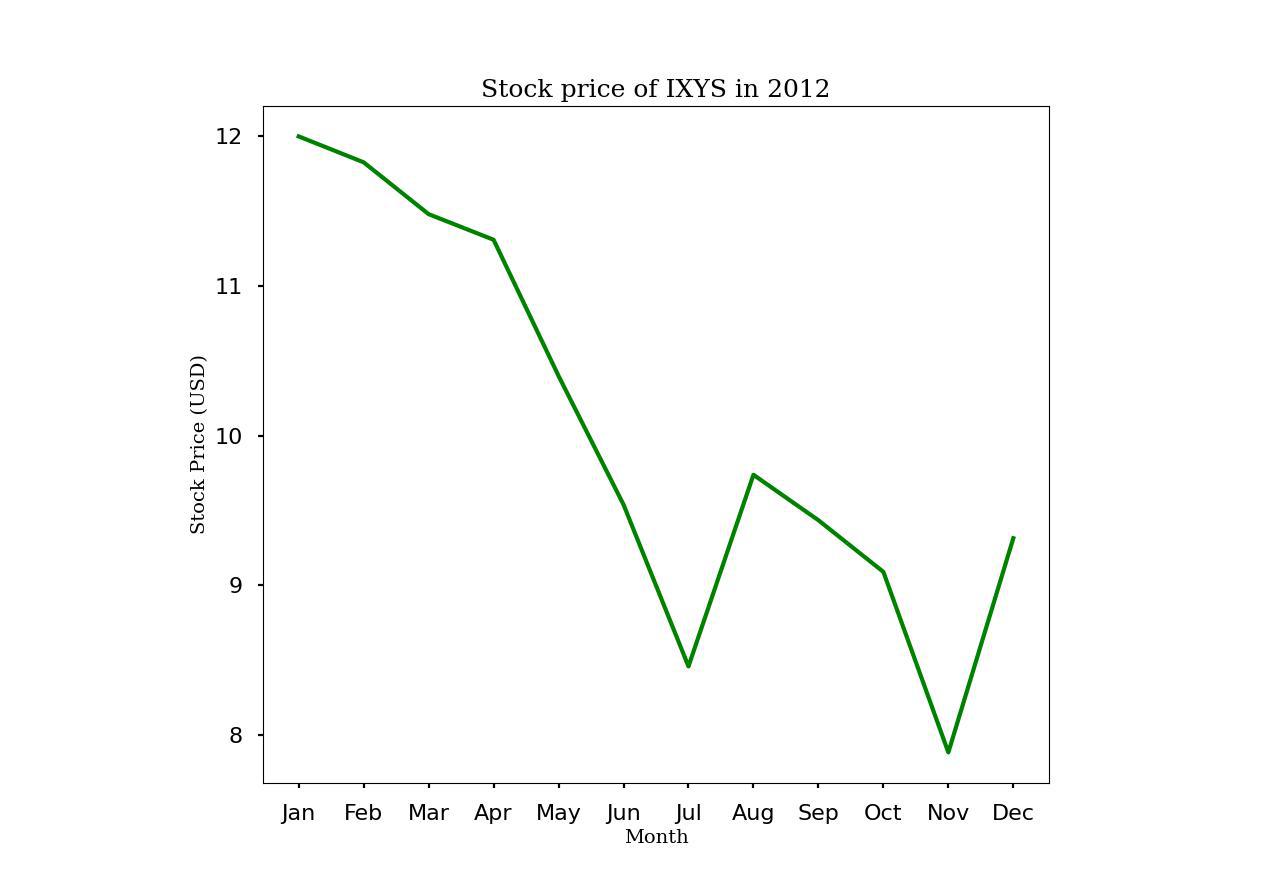 Stock price of IXYS in 2012
Stock Price (USD)
12
11
10
9
8
Jan Feb Mar Apr May Jun Jul Aug Sep Oct Nov Dec
Month